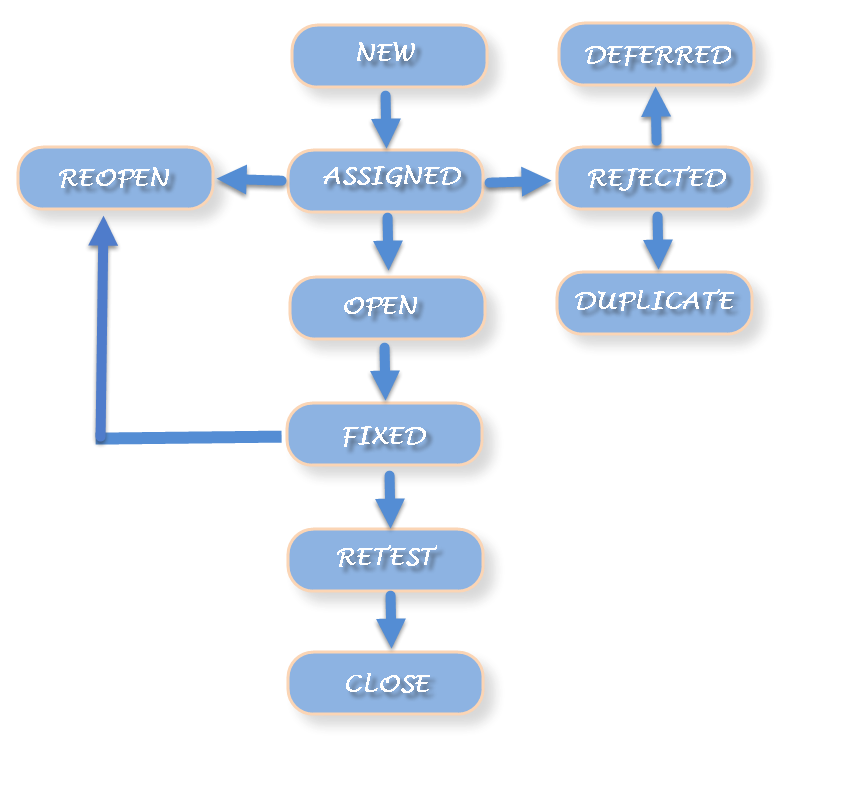 NEW
DEFERRED
REOPEN
ASSIGNED
REJECTED
OPEN
DUPLICATE
FIXED
RETEST
CLOSE